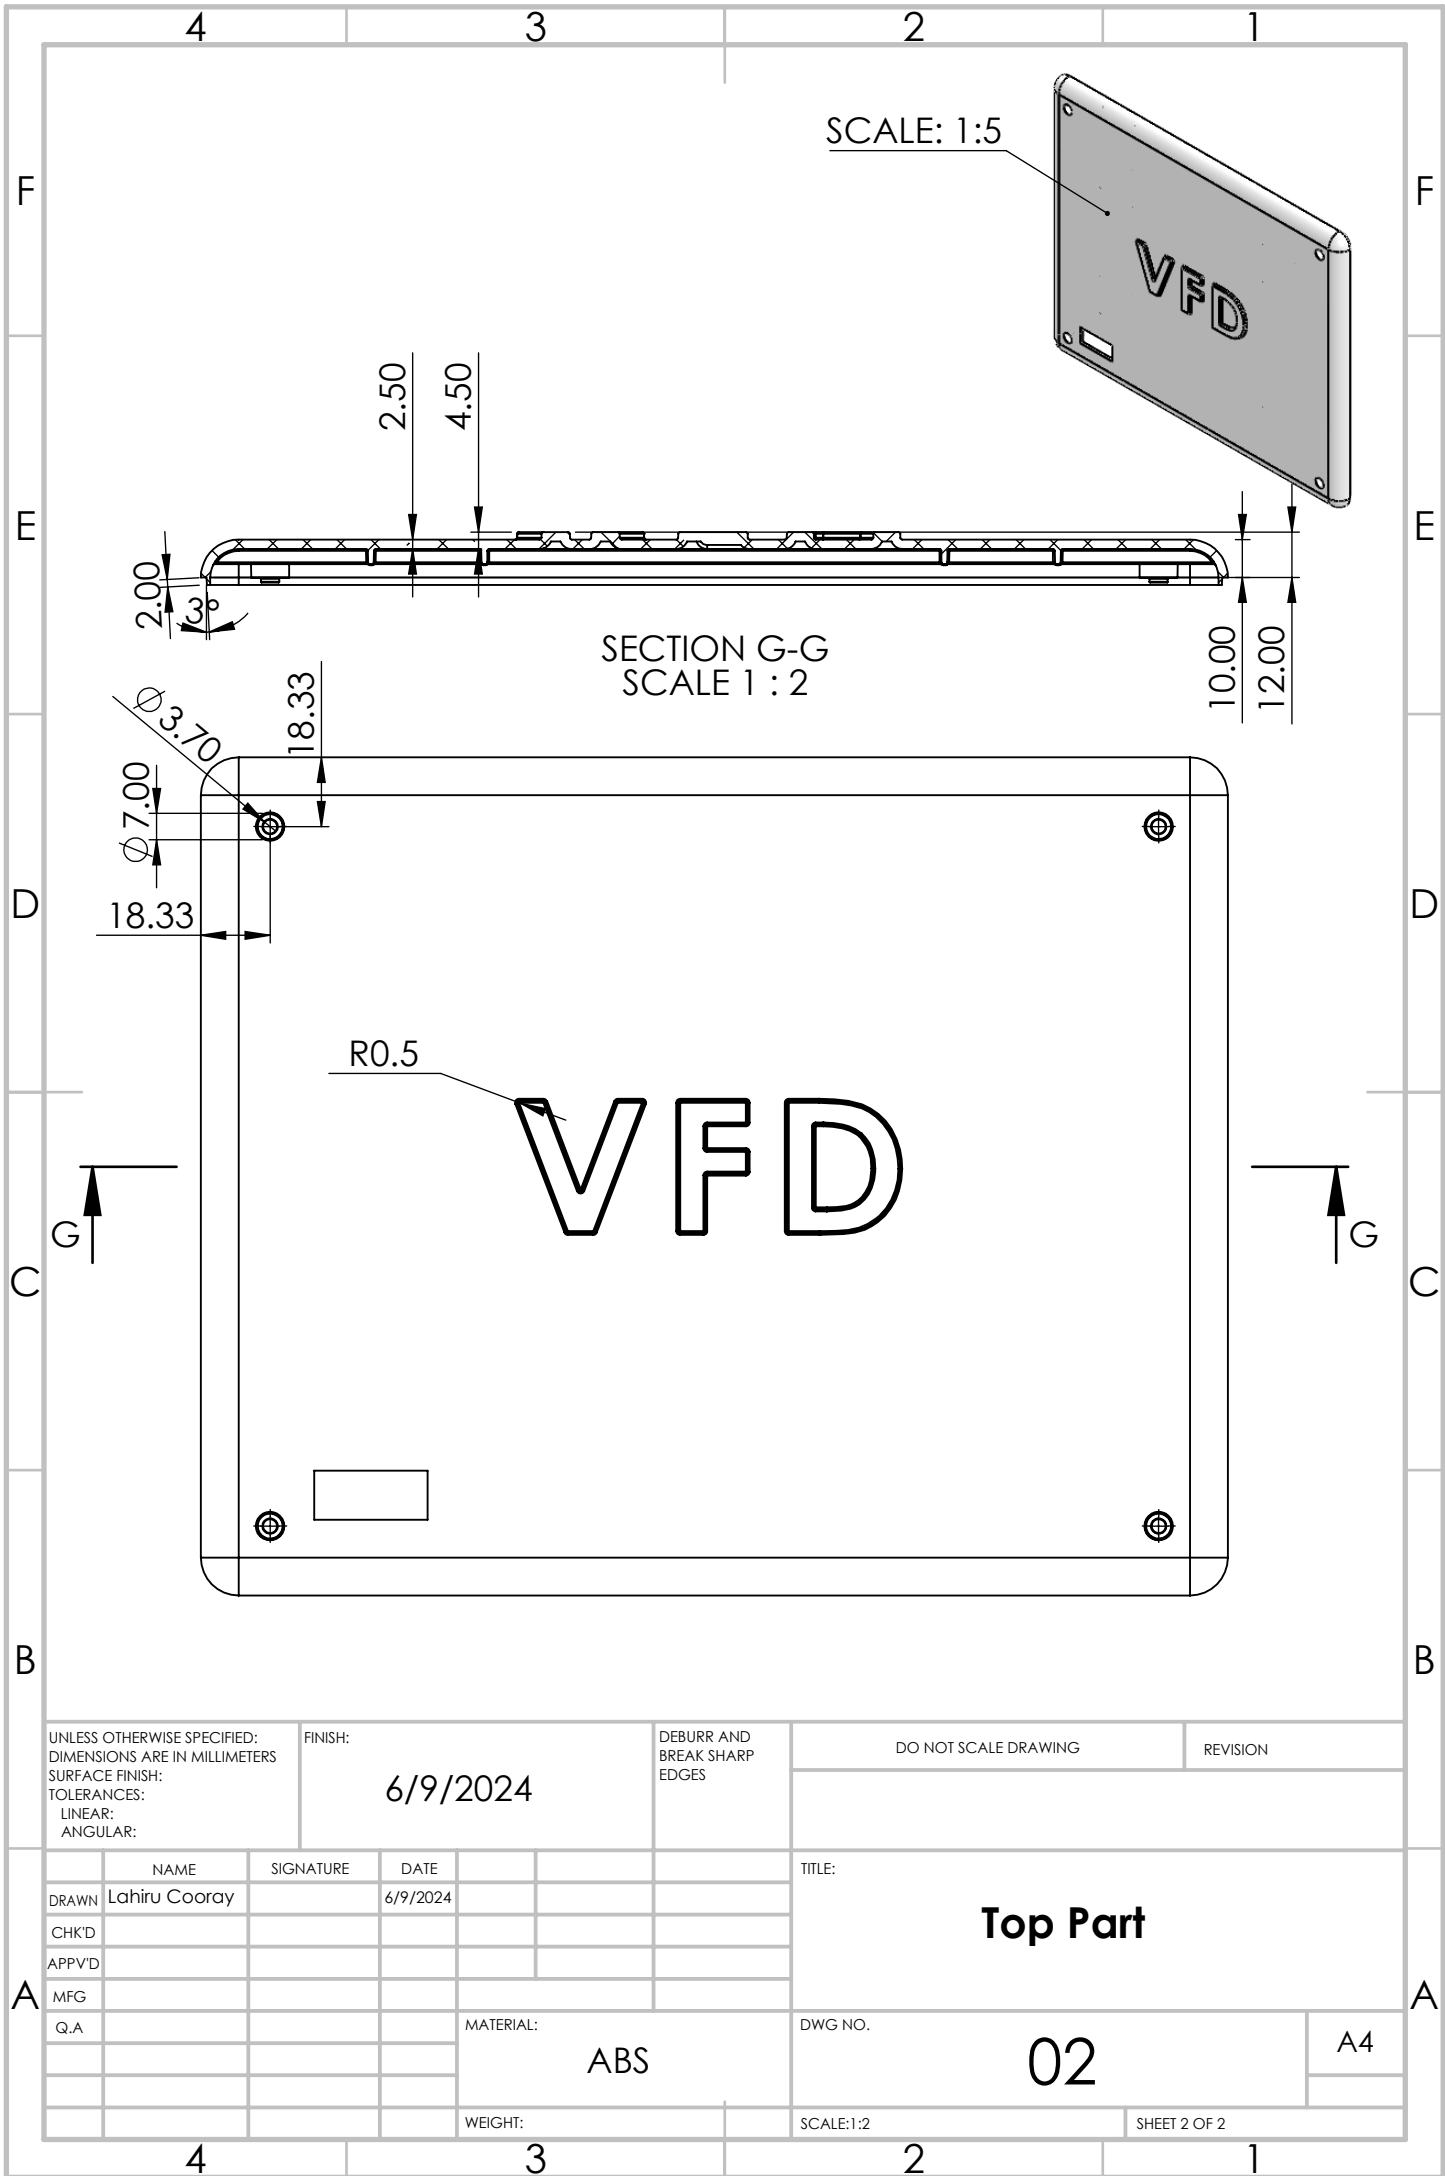 4 3 2 1
SCALE: 1:5
VFD
F F
2.50
4.50
E E
2.00
3°
10.00
12.00
SECTION G-G
SCALE 1 : 2
∅3.70
18.33
∅7.00
D D
18.33
R0.5
VFD
G G
C C
B B
UNLESS OTHERWISE SPECIFIED:
DIMENSIONS ARE IN MILLIMETERS
SURFACE FINISH:
TOLERANCES:
LINEAR:
ANGULAR:
FINISH:
6/9/2024
DEBURR AND
BREAK SHARP
EDGES
DO NOT SCALE DRAWING
REVISION
NAME SIGNATURE DATE
DRAWN Lahiru Cooray 6/9/2024
CHK'D
APPV'D
MFG
Q.A
TITLE:
Top Part
A A
MATERIAL:
ABS
DWG NO.
02
A4
WEIGHT:
SCALE:1:2
SHEET 2 OF 2
4 3 2 1